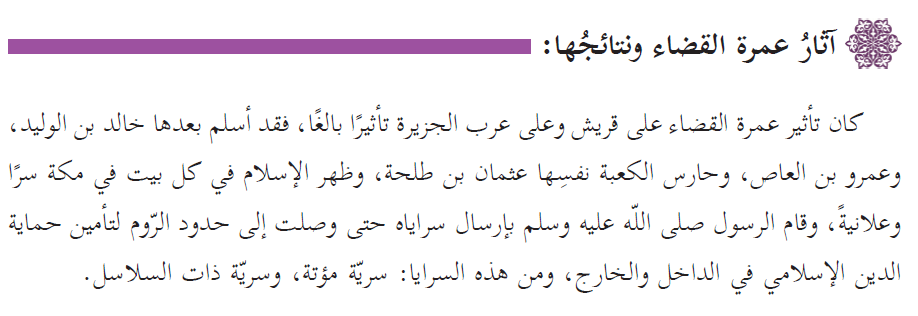 آثارُ عمرة القضاء ونتائجُها:
كان تأثير عمرة القضاء على قريش وعلى عرب الجزيرة تأثيرًا بالغًا، فقد أسلم بعدها خالد بن الوليد،
وعمرو بن العاص، وحارس الكعبة نفسِها عثمان بن طلحة، وظهر الإسلام في كل بيت في مكة سرًا
وعلانيةً، وقام الرسول صلى اللّه عليه وسلم بإرسال سراياه حتى وصلت إلى حدود الرّوم لتأمين حماية
الدين الإسلامي في الداخل والخارج، ومن هذه السرايا: سريّة مؤتة، وسريّة ذات السلاسل.